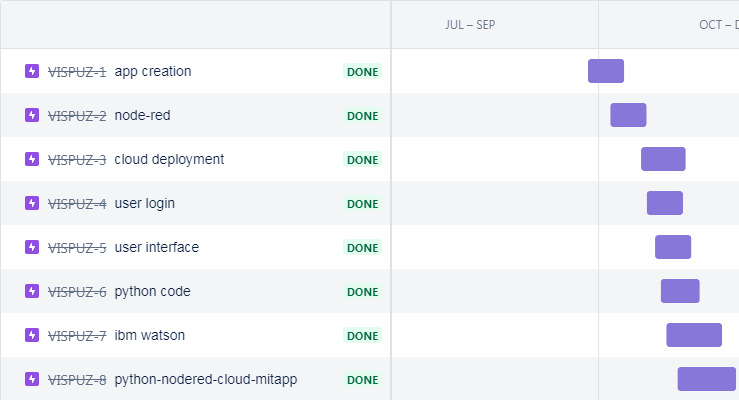 JUL – SEP OCT – D
VISPUZ-1 app creation DONE
VISPUZ-2 node-red DONE
VISPUZ-3 cloud deployment DONE
VISPUZ-4 user login DONE
VISPUZ-5 user interface DONE
VISPUZ-6 python code DONE
VISPUZ-7 ibm watson DONE
VISPUZ-8 python-nodered-cloud-mitapp DONE